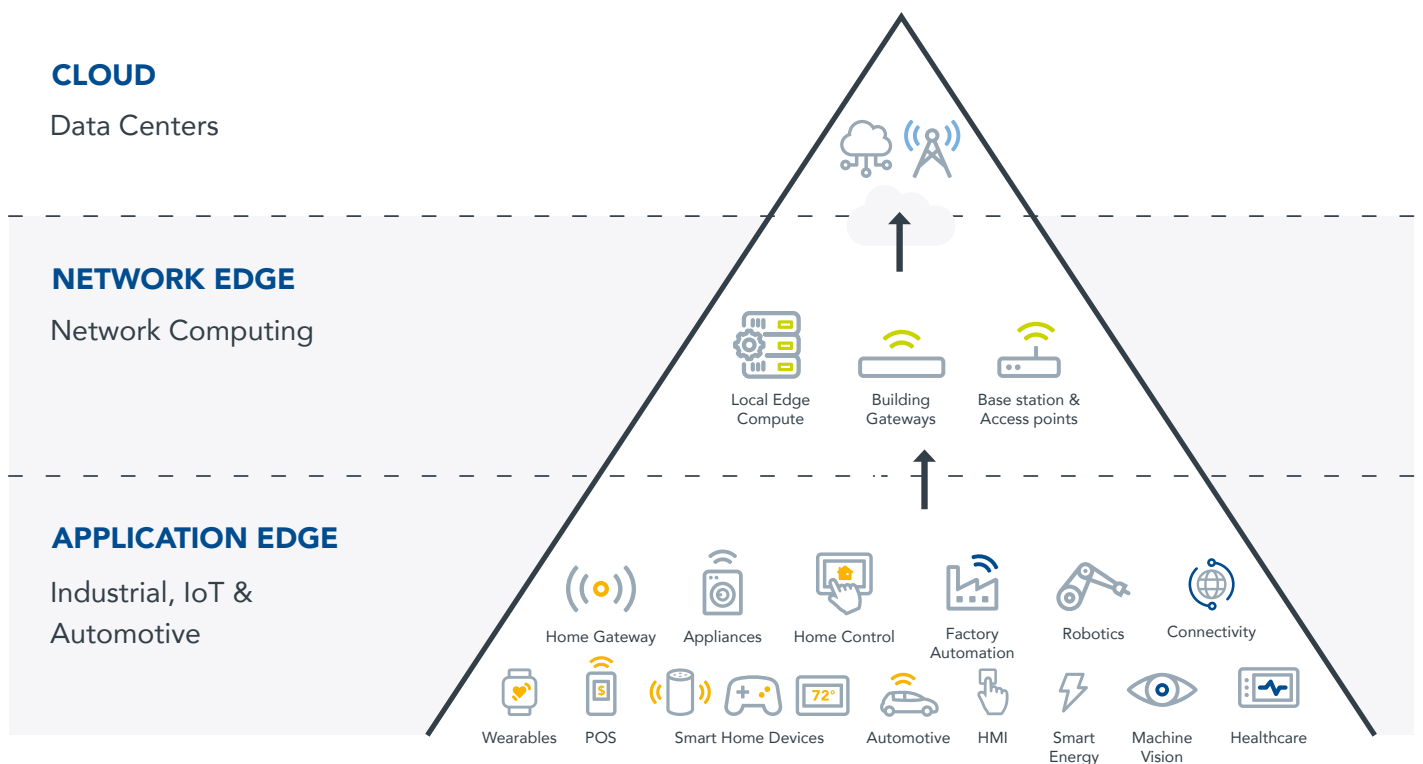 CLOUD
Data Centers
NETWORK EDGE
Network Computing
Local Edge
Compute
Building
Gateways
Base station &
Access points
APPLICATION EDGE
Industrial, IoT &
Automotive
Home Gateway
Appliances
Home Control
Factory
Automation
Robotics
Connectivity
$
72°
Wearables
POS
Smart Home Devices
Automotive
HMI
Smart
Energy
Machine
Vision
Healthcare